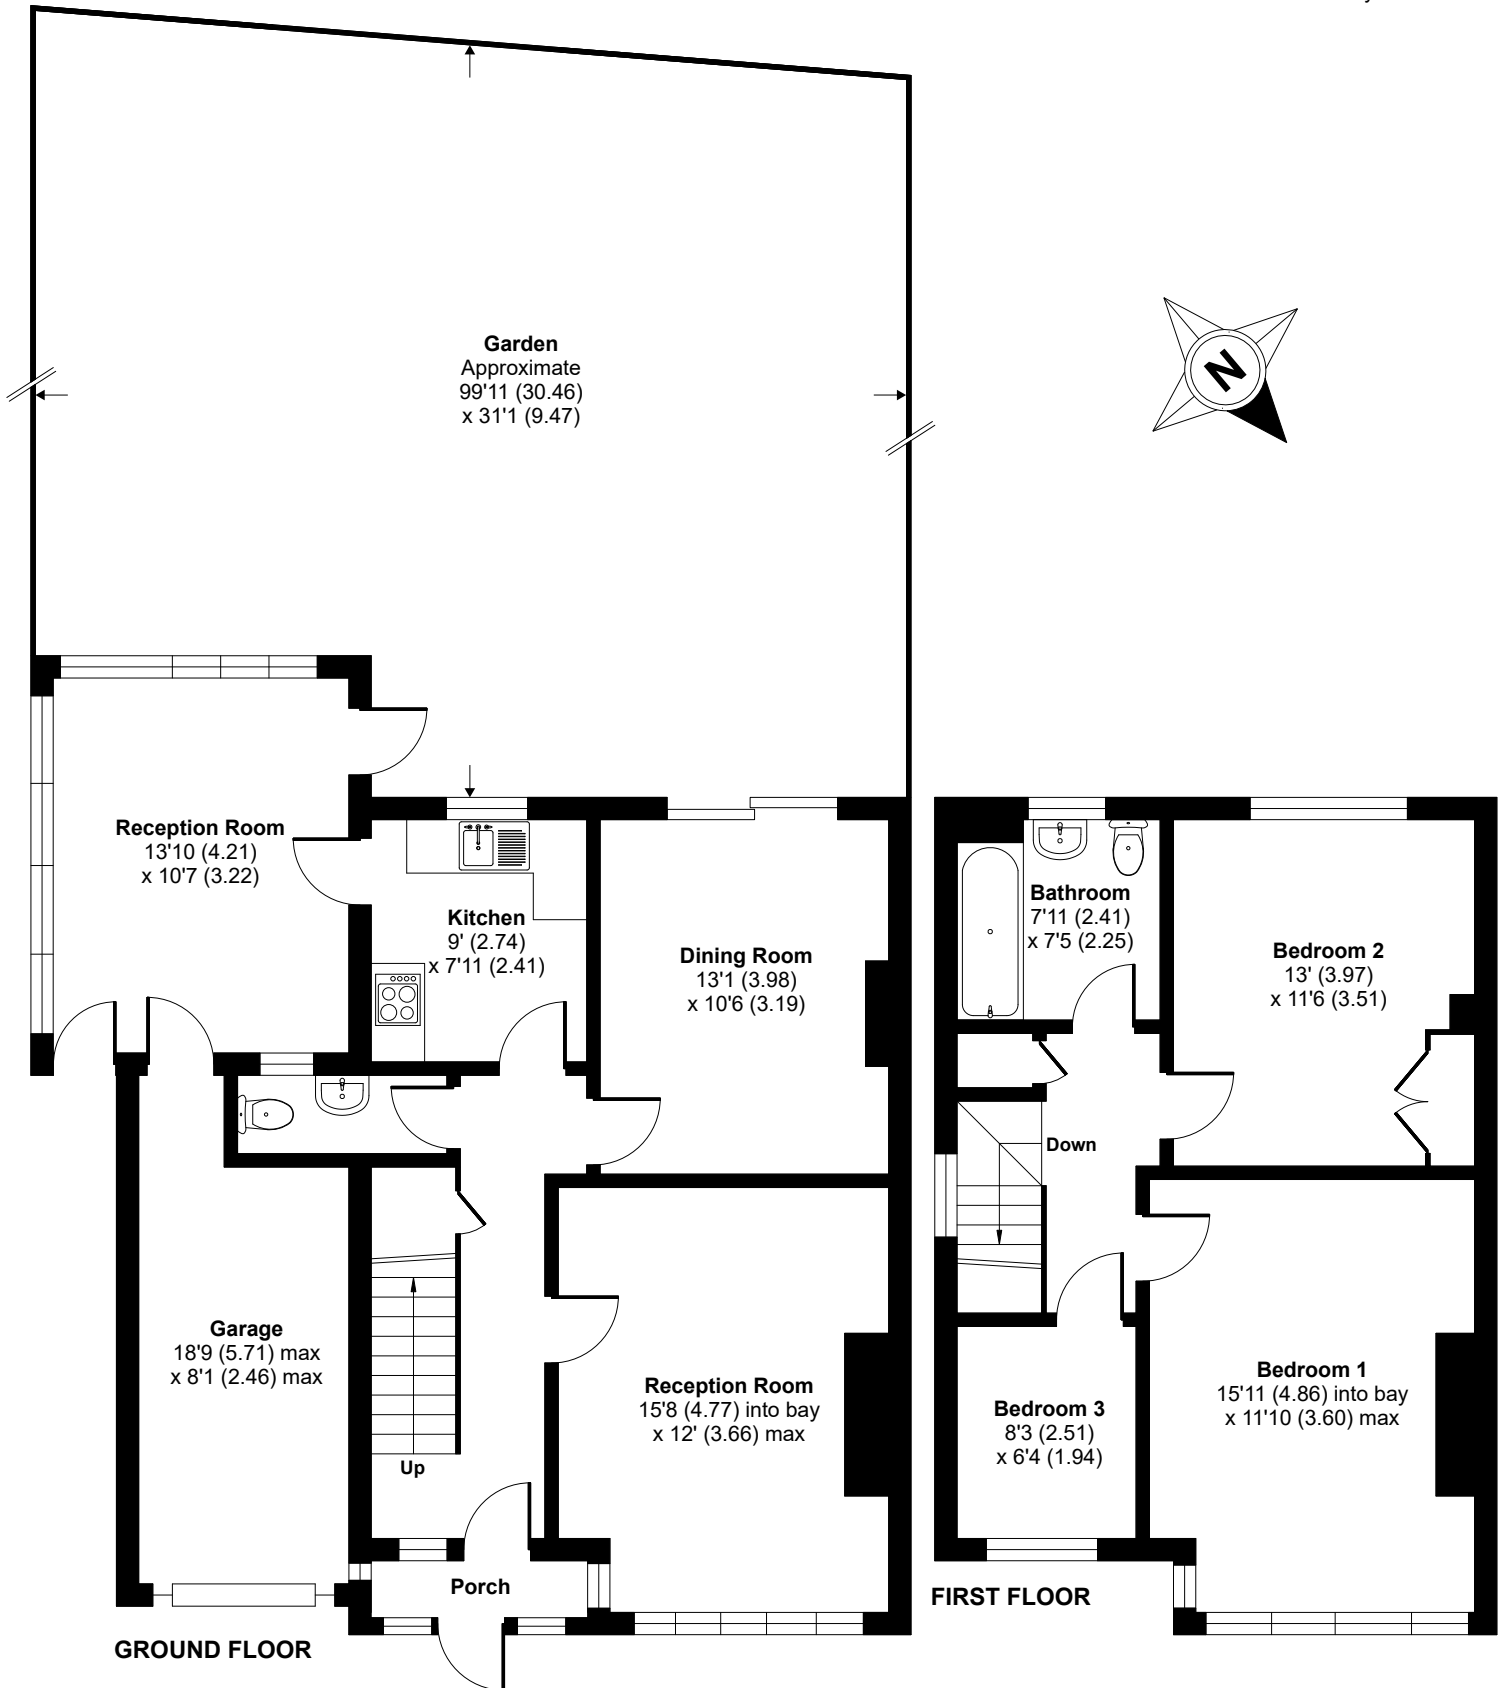 Garden
Approximate
99'11 (30.46)
x 31'1 (9.47)
N
Reception Room
13'10 (4.21)
x 10'7 (3.22)
Kitchen
9' (2.74)
x 7'11 (2.41)
Dining Room
13'1 (3.98)
x 10'6 (3.19)
Bathroom
7'11 (2.41)
x 7'5 (2.25)
Bedroom 2
13' (3.97)
x 11'6 (3.51)
Down
Garage
18'9 (5.71) max
x 8'1 (2.46) max
Up
Reception Room
15'8 (4.77) into bay
x 12' (3.66) max
Bedroom 3
8'3 (2.51)
x 6'4 (1.94)
Bedroom 1
15'11 (4.86) into bay
x 11'10 (3.60) max
Porch
FIRST FLOOR
GROUND FLOOR